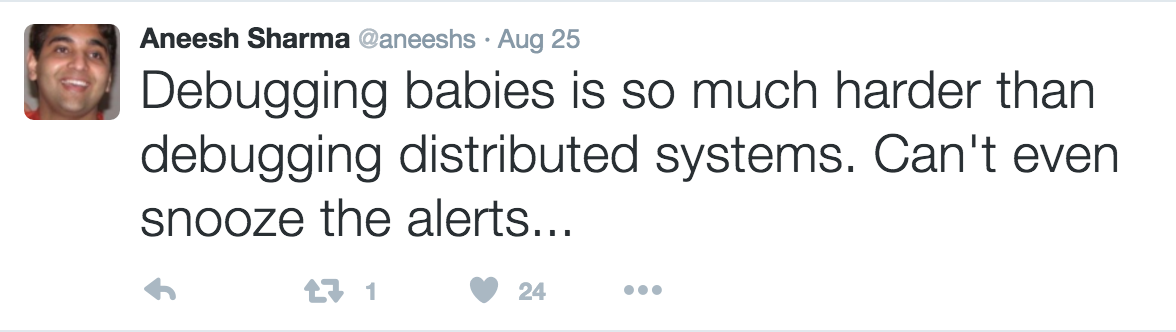 Aneesh Sharma @aneeshs · Aug 25
Debugging babies is so much harder than
debugging distributed systems. Can't even
snooze the alerts...
1 24